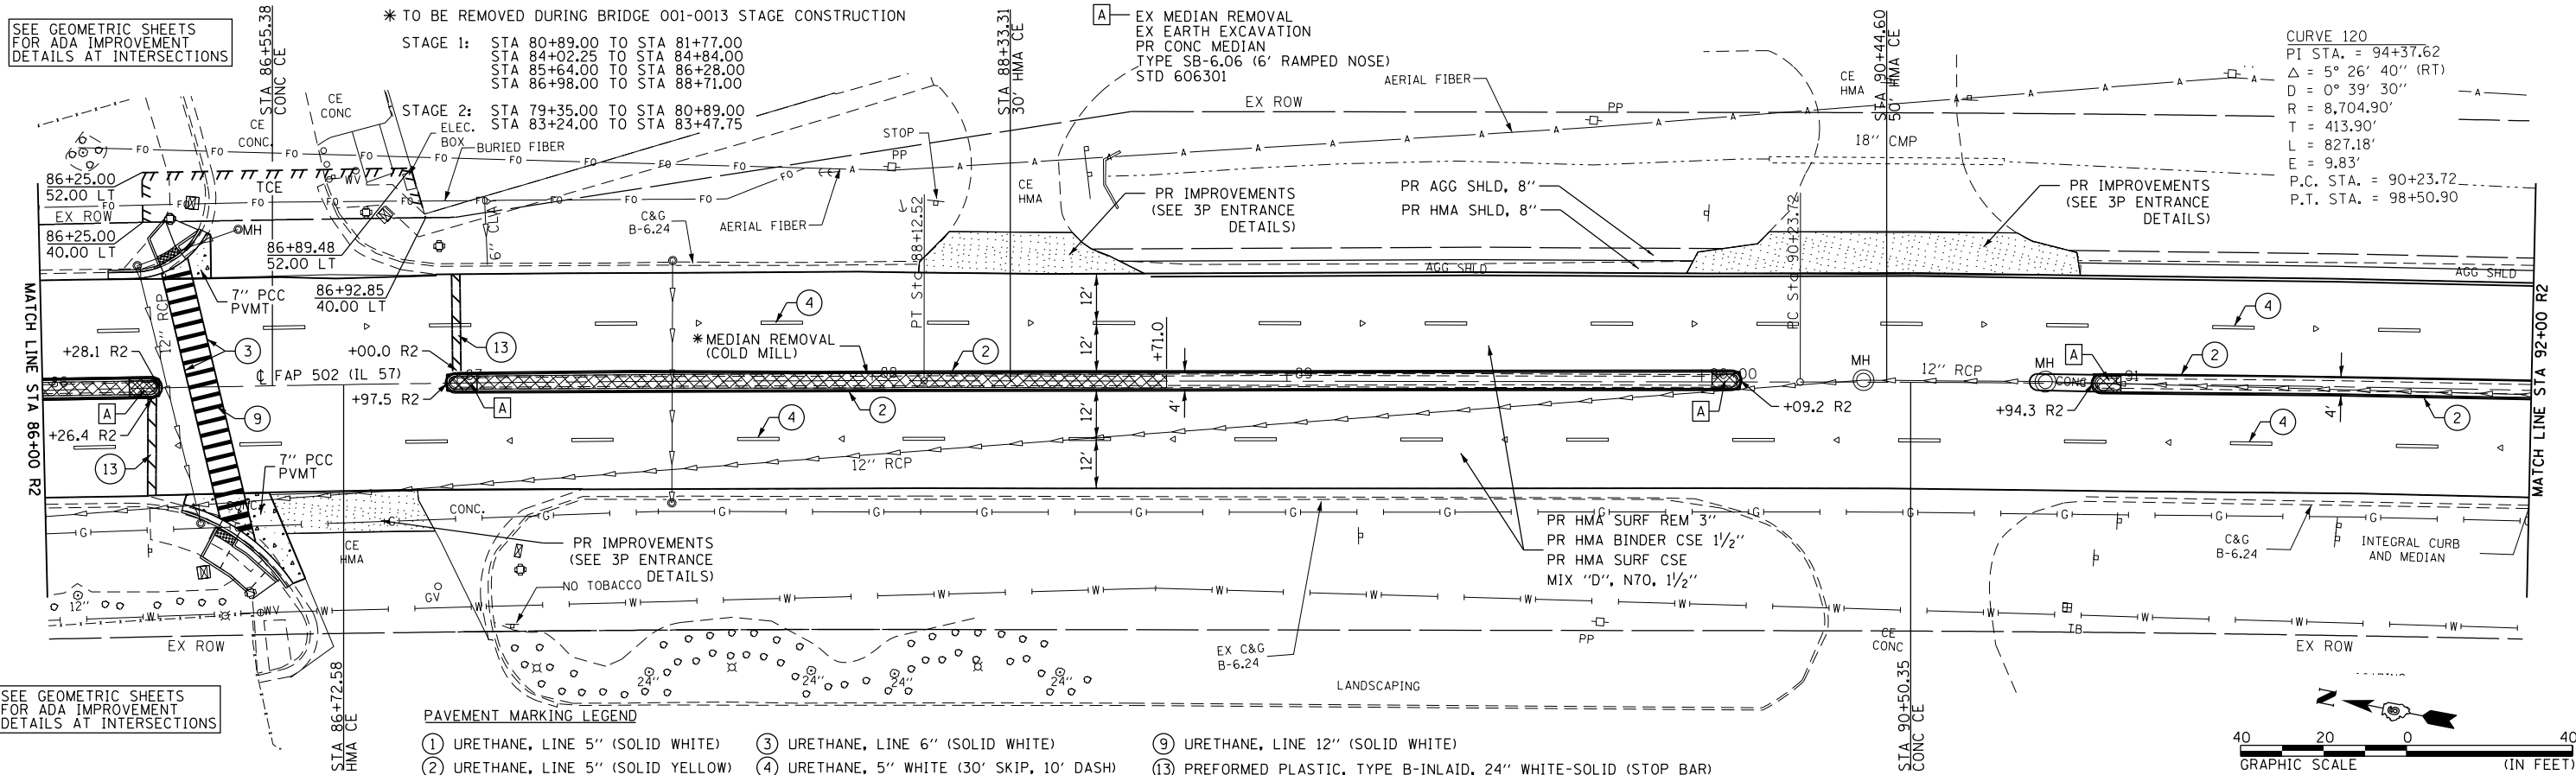 SEE GEOMETRIC SHEETS
FOR ADA IMPROVEMENT
DETAILS AT INTERSECTIONS
STA 86+55.38
CONC CE
* TO BE REMOVED DURING BRIDGE 001-0013 STAGE CONSTRUCTION
STAGE 1: STA 80+89.00 TO STA 81+77.00
STA 84+02.25 TO STA 84+84.00
STA 85+64.00 TO STA 86+28.00
STA 86+98.00 TO STA 88+71.00
STAGE 2: STA 79+35.00 TO STA 80+89.00
STA 83+24.00 TO STA 83+47.75
STA 88+33.31
30' HMA CE
A
EX MEDIAN REMOVAL
EX EARTH EXCAVATION
PR CONC MEDIAN
TYPE SB-6.06 (6' RAMPED NOSE)
STD 606301
STA 90+44.60
50' HMA CE
CURVE 120
PI STA. = 94+37.62
Δ = 5° 26' 40" (RT)
D = 0° 39' 30"
R = 8,704.90'
T = 413.90'
L = 827.18'
E = 9.83'
P.C. STA. = 90+23.72
P.T. STA. = 98+50.90
CE
CONC
CE
CONC.
ELEC.
BOX
BURIED FIBER
AERIAL FIBER
EX ROW
PP
CE
HMA
A A A A A A
STOP
PP
18" CMP
FO FO FO FO FO FO FO
86+25.00
52.00 LT
TCE
WV
EX ROW
86+25.00
40.00 LT
MH
86+89.48
52.00 LT
86+92.85
40.00 LT
6" CLA
C&G
B-6.24
AERIAL FIBER
PT Sta 88+12.52
CE
HMA
PR IMPROVEMENTS
(SEE 3P ENTRANCE
DETAILS)
PR AGG SHLD, 8"
PR HMA SHLD, 8"
PR IMPROVEMENTS
(SEE 3P ENTRANCE
DETAILS)
AGG SHLD
AGG SHLD
PC Sta 90+23.72
MATCH LINE STA 86+00 R2
7" PCC
PVMT
12" RCP
+28.1 R2
3
+00.0 R2
13
* MEDIAN REMOVAL
(COLD MILL)
4
2
+71.0
12'
12'
4
A
2
MATCH LINE STA 92+00 R2
86
℄ FAP 502 (IL 57)
87
88
89
MH
12" RCP
MH
CONC
91
A
+97.5 R2
A
9
2
4'
A
+09.2 R2
+94.3 R2
4'
2
+26.4 R2
13
7" PCC
PVMT
4
12'
12'
4
12" RCP
CONC.
G G G G G G
CE
HMA
PR IMPROVEMENTS
(SEE 3P ENTRANCE
DETAILS)
PR HMA SURF REM 3"
PR HMA BINDER CSE 1½"
PR HMA SURF CSE
MIX "D", N70, 1½"
C&G
B-6.24
INTEGRAL CURB
AND MEDIAN
NO TOBACCO
GV
12"
WV
W W W W W W
EX ROW
PP
CE
CONC
TB
EX ROW
EX C&G
B-6.24
24" 24" 24" 24"
LANDSCAPING
SEE GEOMETRIC SHEETS
FOR ADA IMPROVEMENT
DETAILS AT INTERSECTIONS
STA 86+72.58
HMA CE
STA 90+50.35
CONC CE
PAVEMENT MARKING LEGEND
1 URETHANE, LINE 5" (SOLID WHITE)
2 URETHANE, LINE 5" (SOLID YELLOW)
3 URETHANE, LINE 6" (SOLID WHITE)
4 URETHANE, 5" WHITE (30' SKIP, 10' DASH)
9 URETHANE, LINE 12" (SOLID WHITE)
13 PREFORMED PLASTIC, TYPE B-INLAID, 24" WHITE-SOLID (STOP BAR)
N
40 20 0 40
GRAPHIC SCALE (IN FEET)